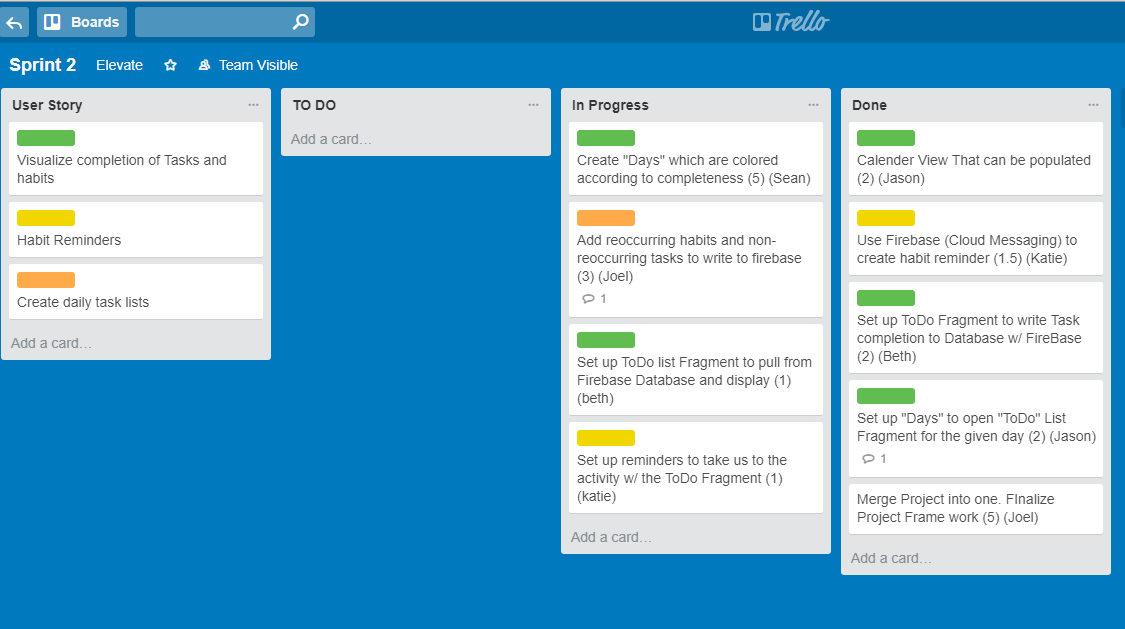 Boards
Trello
Sprint 2 Elevate Team Visible
User Story
Visualize completion of Tasks and
habits
Habit Reminders
Create daily task lists
Add a card…
TO DO
Add a card…
In Progress
Create "Days" which are colored
according to completeness (5) (Sean)
Add reoccurring habits and non-
reoccurring tasks to write to firebase
(3) (Joel)
1
Set up ToDo list Fragment to pull from
Firebase Database and display (1)
(beth)
Set up reminders to take us to the
activity w/ the ToDo Fragment (1)
(katie)
Add a card…
Done
Calender View That can be populated
(2) (Jason)
Use Firebase (Cloud Messaging) to
create habit reminder (1.5) (Katie)
Set up ToDo Fragment to write Task
completion to Database w/ FireBase
(2) (Beth)
Set up "Days" to open "ToDo" List
Fragment for the given day (2) (Jason)
1
Merge Project into one. FInalize
Project Frame work (5) (Joel)
Add a card…